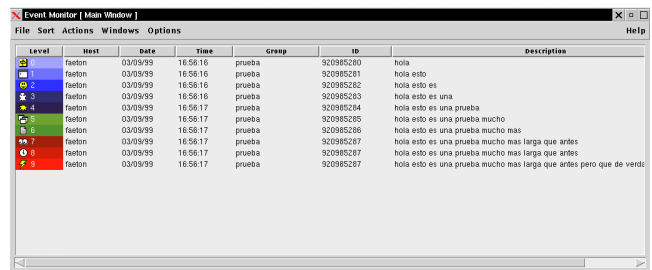 Event Monitor [ Main Window ]
File Sort Actions Windows Options Help
Level Host Date Time Group ID Description
0 faeton 03/09/99 16:56:16 prueba 920985280 hola
1 faeton 03/09/99 16:56:16 prueba 920985281 hola esto
2 faeton 03/09/99 16:56:16 prueba 920985282 hola esto es
3 faeton 03/09/99 16:56:16 prueba 920985283 hola esto es una
4 faeton 03/09/99 16:56:17 prueba 920985284 hola esto es una prueba
5 faeton 03/09/99 16:56:17 prueba 920985285 hola esto es una prueba mucho
6 faeton 03/09/99 16:56:17 prueba 920985286 hola esto es una prueba mucho mas
7 faeton 03/09/99 16:56:17 prueba 920985287 hola esto es una prueba mucho mas larga que antes
8 faeton 03/09/99 16:56:17 prueba 920985287 hola esto es una prueba mucho mas larga que antes
9 faeton 03/09/99 16:56:17 prueba 920985287 hola esto es una prueba mucho mas larga que antes pero que de verda